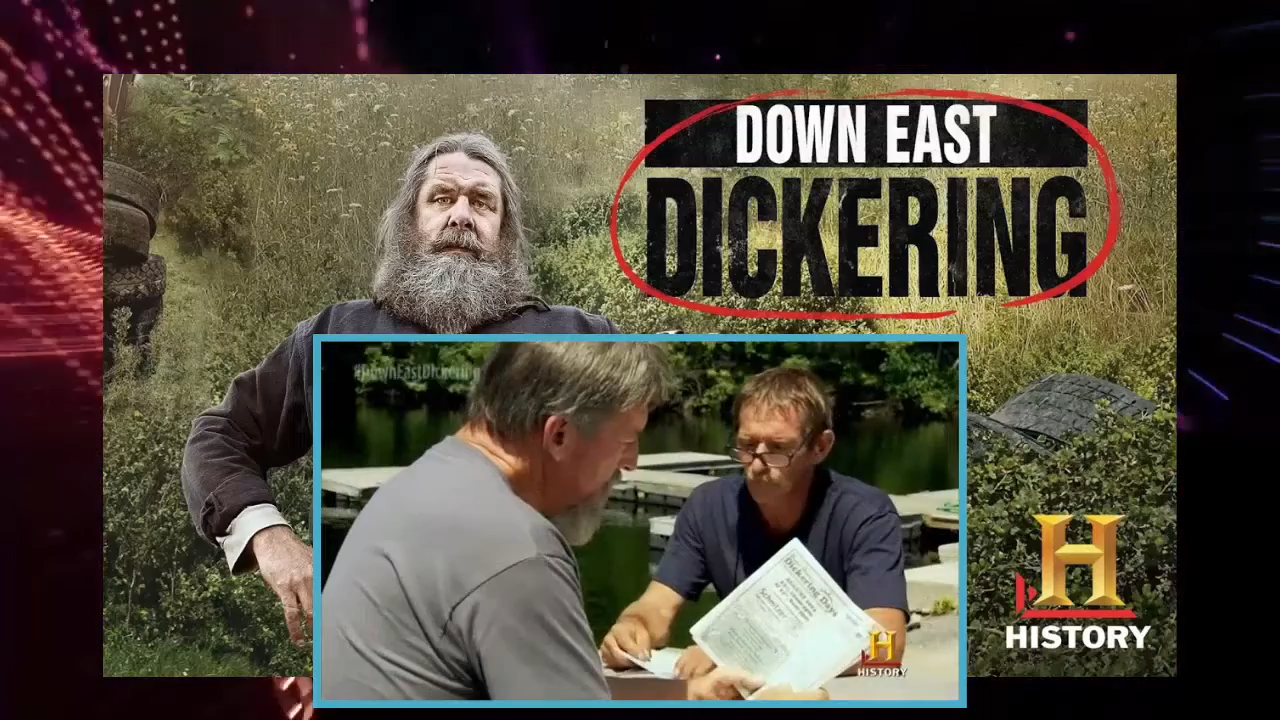 DOWN EAST
DICKERING
#DownEastDickering
Dickering Days
H
HISTORY
H
HISTORY